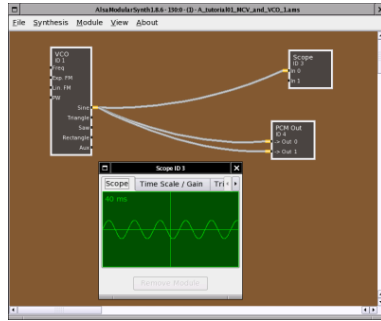 AlsaModularSynth 1.8.6 - 130:0 - (1) - A_tutorial01_MCV_and_VCO_1.ams
File Synthesis Module View About
VCO
ID 1
Freq
Exp. FM
Lin. FM
PW
Sine
Triangle
Saw
Rectangle
Aux
Scope
ID 3
In 0
In 1
PCM Out
ID 4
-> Out 0
-> Out 1
Scope ID 3
Scope Time Scale / Gain Tri
40 ms
Remove Module